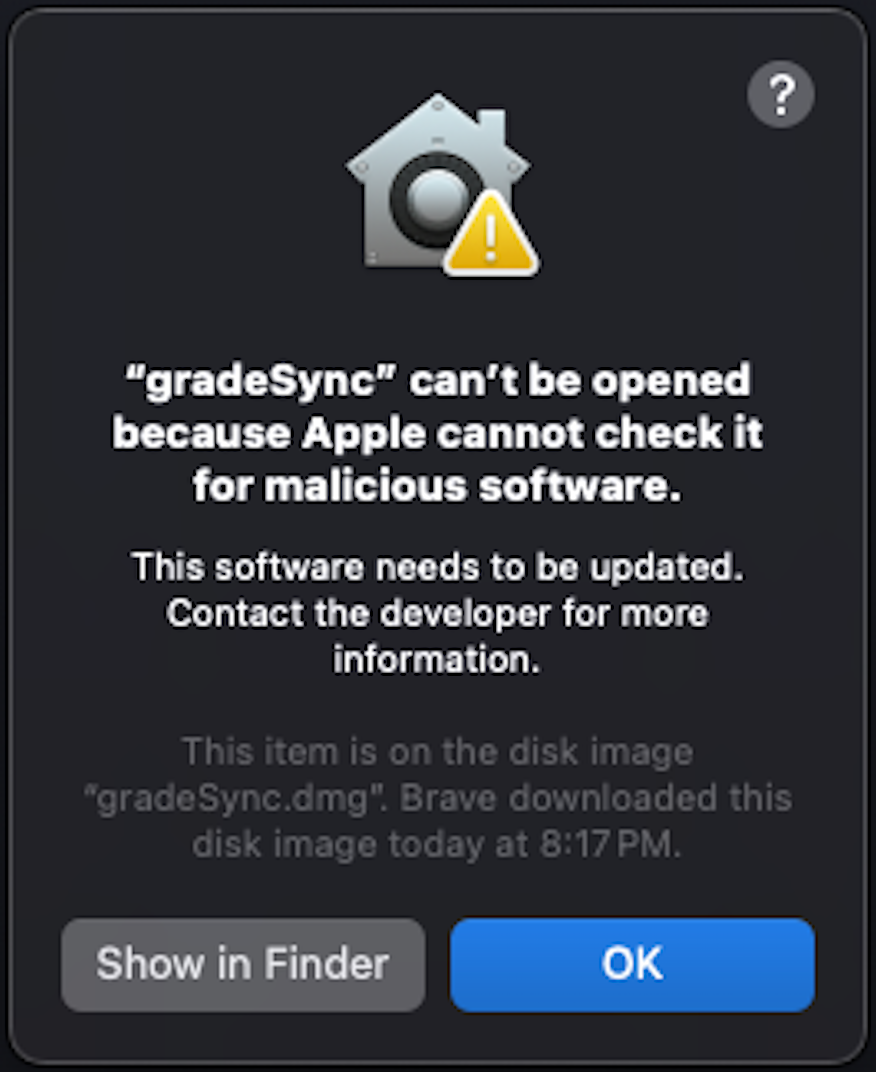 ?
“gradeSync” can’t be opened
because Apple cannot check it
for malicious software.
This software needs to be updated.
Contact the developer for more
information.
This item is on the disk image
“gradeSync.dmg”. Brave downloaded this
disk image today at 8:17 PM.
Show in Finder
OK